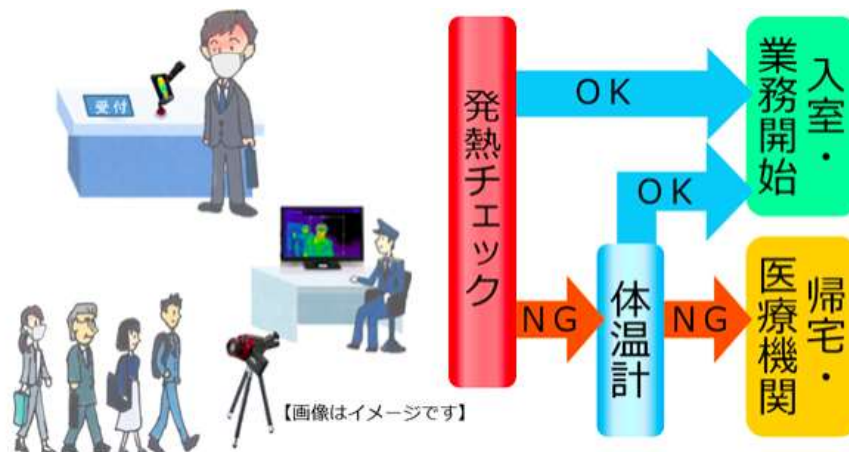 受付
【画像はイメージです】
発熱チェック
OK
OK
NG
体温計
NG
入室・
業務開始
帰宅・
医療機関